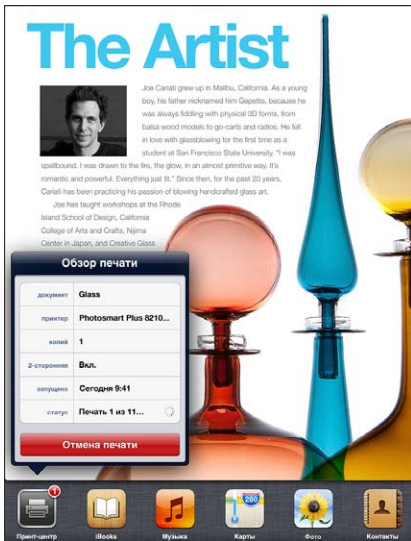 The Artist
Joe Cariati grew up in Malibu, California. As a young
boy, his father nicknamed him Gepetto, because he
was always fiddling with physical 3D forms, from
balsa wood models to go-carts and radios. He fell
in love with glassblowing for the first time as a
student at San Francisco State University. "I was
spellbound. I was drawn to the fire, the glow, in an almost primitive way. It's
romantic and powerful. Everything just fit." Since then, for the past 20 years,
Cariati has been practicing his passion of blowing handcrafted glass art.
Joe has taught workshops at the Rhode
Island School of Design, California
College of Arts and Crafts, Nijima
Center in Japan, and Creative Glass
Обзор печати
документ Glass
принтер Photosmart Plus 8210...
копий 1
2-сторонняя Вкл.
запущено Сегодня 9:41
статус Печать 1 из 11...
Отмена печати
1
280
Принт-центр iBooks Музыка Карты Фото Контакты